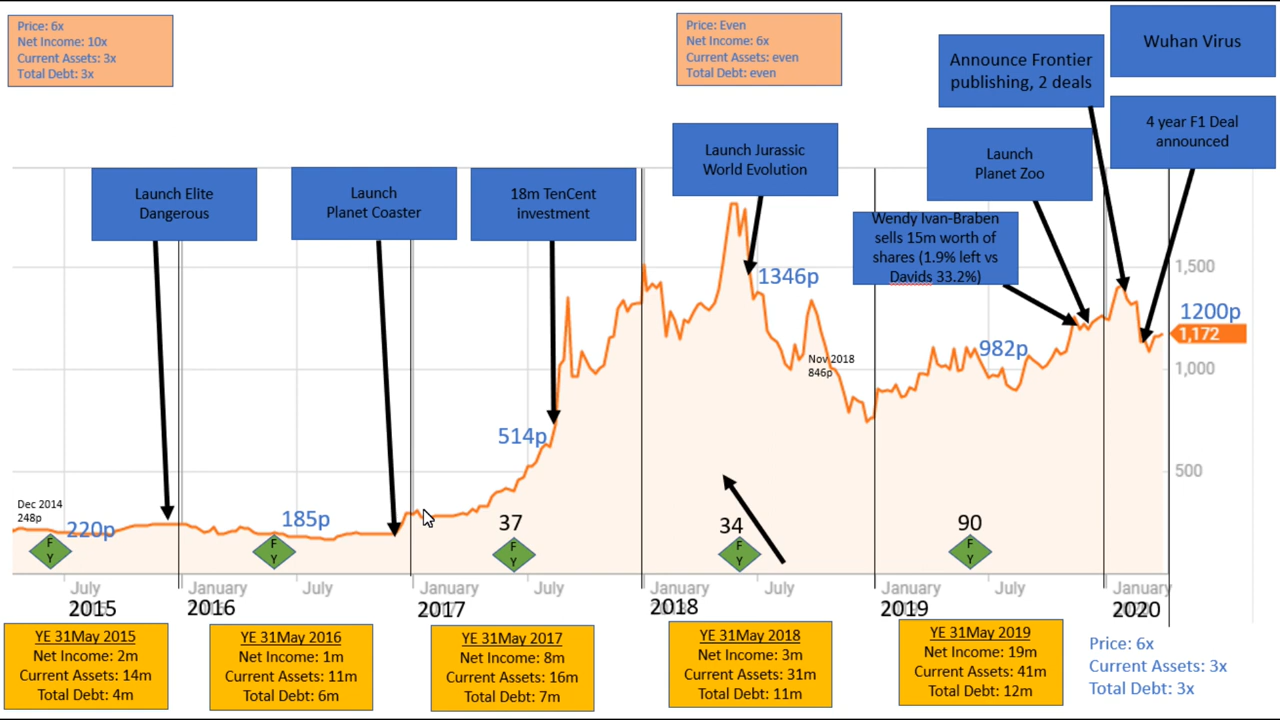 Price: 6x
Net Income: 10x
Current Assets: 3x
Total Debt: 3x
Price: Even
Net Income: 6x
Current Assets: even
Total Debt: even
Announce Frontier
publishing, 2 deals
Wuhan Virus
4 year F1 Deal
announced
Launch Jurassic
World Evolution
Launch
Planet Zoo
Launch Elite
Dangerous
Launch
Planet Coaster
18m TenCent
investment
Wendy Ivan-Braben
sells 15m worth of
shares (1.9% left vs
Davids 33.2%)
1,500
1346p
1200p
1,172
982p
Nov 2018
846p
1,000
514p
500
Dec 2014
248p
220p
185p
37
34
90
F
Y
F
Y
F
Y
F
Y
F
Y
July
January
July
January
July
January
July
January
July
January
2015
2016
2017
2018
2019
2020
YE 31May 2015
Net Income: 2m
Current Assets: 14m
Total Debt: 4m
YE 31May 2016
Net Income: 1m
Current Assets: 11m
Total Debt: 6m
YE 31May 2017
Net Income: 8m
Current Assets: 16m
Total Debt: 7m
YE 31May 2018
Net Income: 3m
Current Assets: 31m
Total Debt: 11m
YE 31May 2019
Net Income: 19m
Current Assets: 41m
Total Debt: 12m
Price: 6x
Current Assets: 3x
Total Debt: 3x